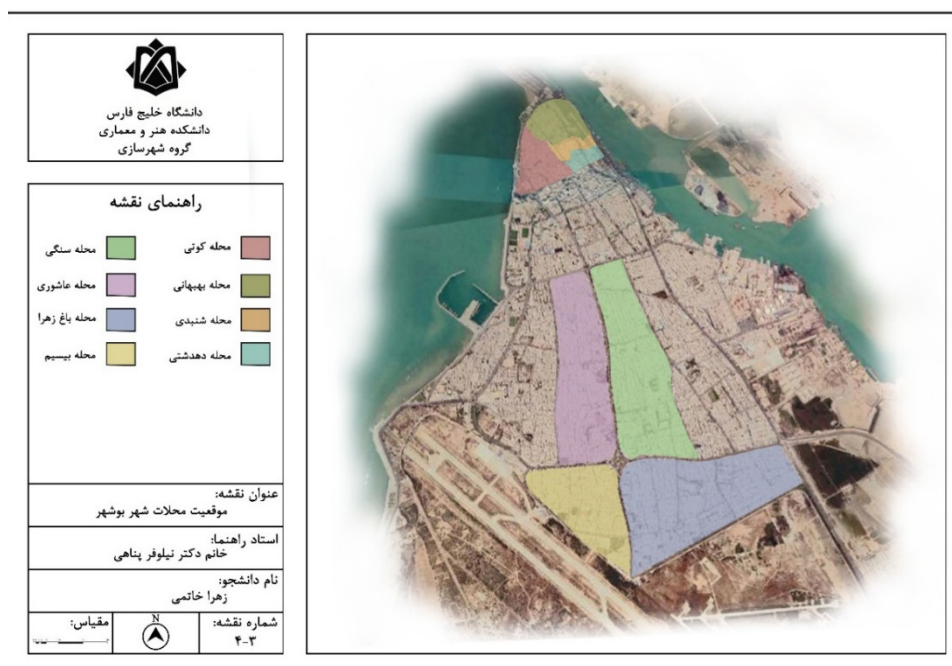 دانشگاه خلیج فارس
دانشکده هنر و معماری
گروه شهرسازی
راهنمای نقشه
محله کوتی
محله سنگی
محله بهبهانی
محله عاشوری
محله شنبدی
محله باغ زهرا
محله دهدشتی
محله بیسیم
عنوان نقشه:
موقعیت محلات شهر بوشهر
استاد راهنما:
خانم دکتر نیلوفر پناهی
نام دانشجو:
زهرا خاتمی
شماره نقشه:
۴-۳
N
مقیاس: